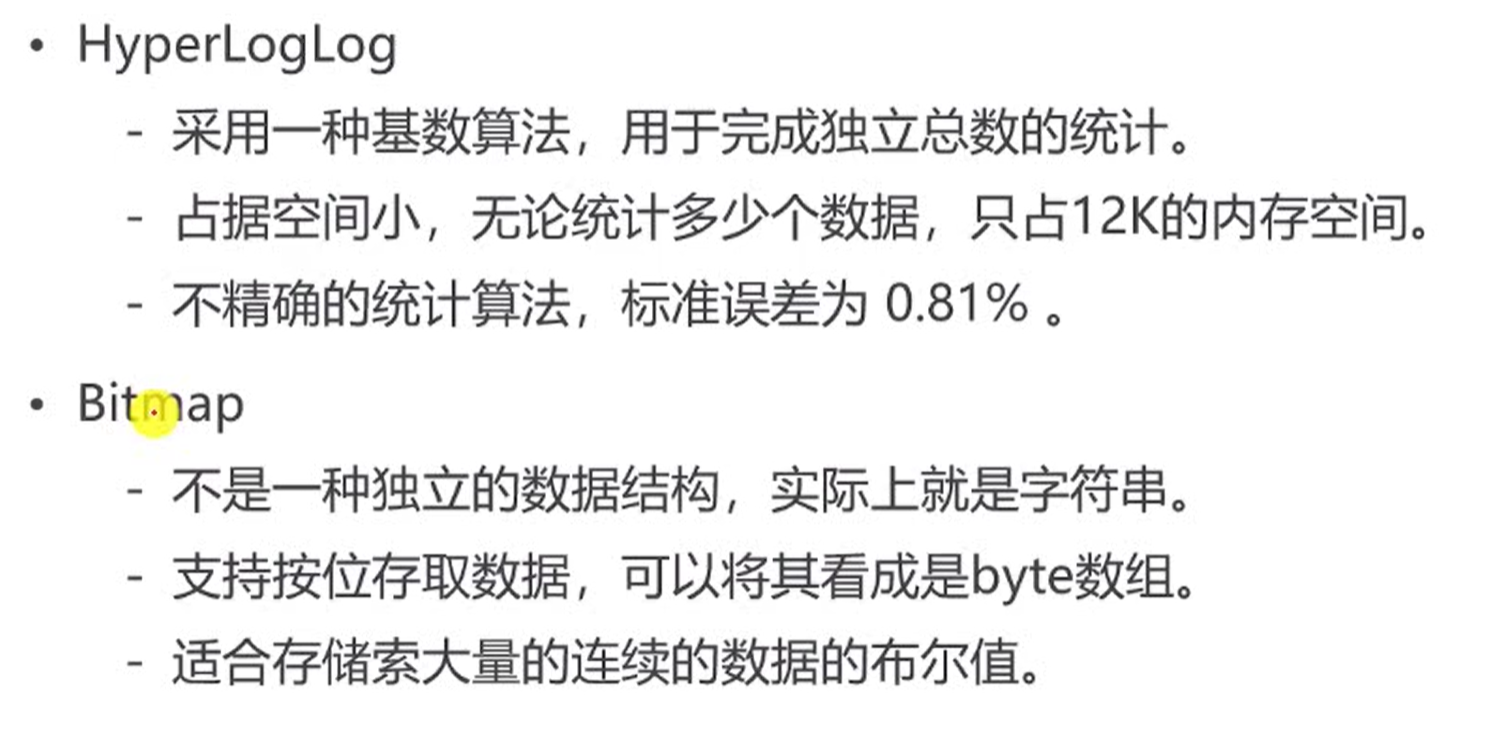 • HyperLogLog
- 采用一种基数算法，用于完成独立总数的统计。
- 占据空间小，无论统计多少个数据，只占12K的内存空间。
- 不精确的统计算法，标准误差为 0.81% 。
• Bitmap
- 不是一种独立的数据结构，实际上就是字符串。
- 支持按位存取数据，可以将其看成是byte数组。
- 适合存储索大量的连续的数据的布尔值。